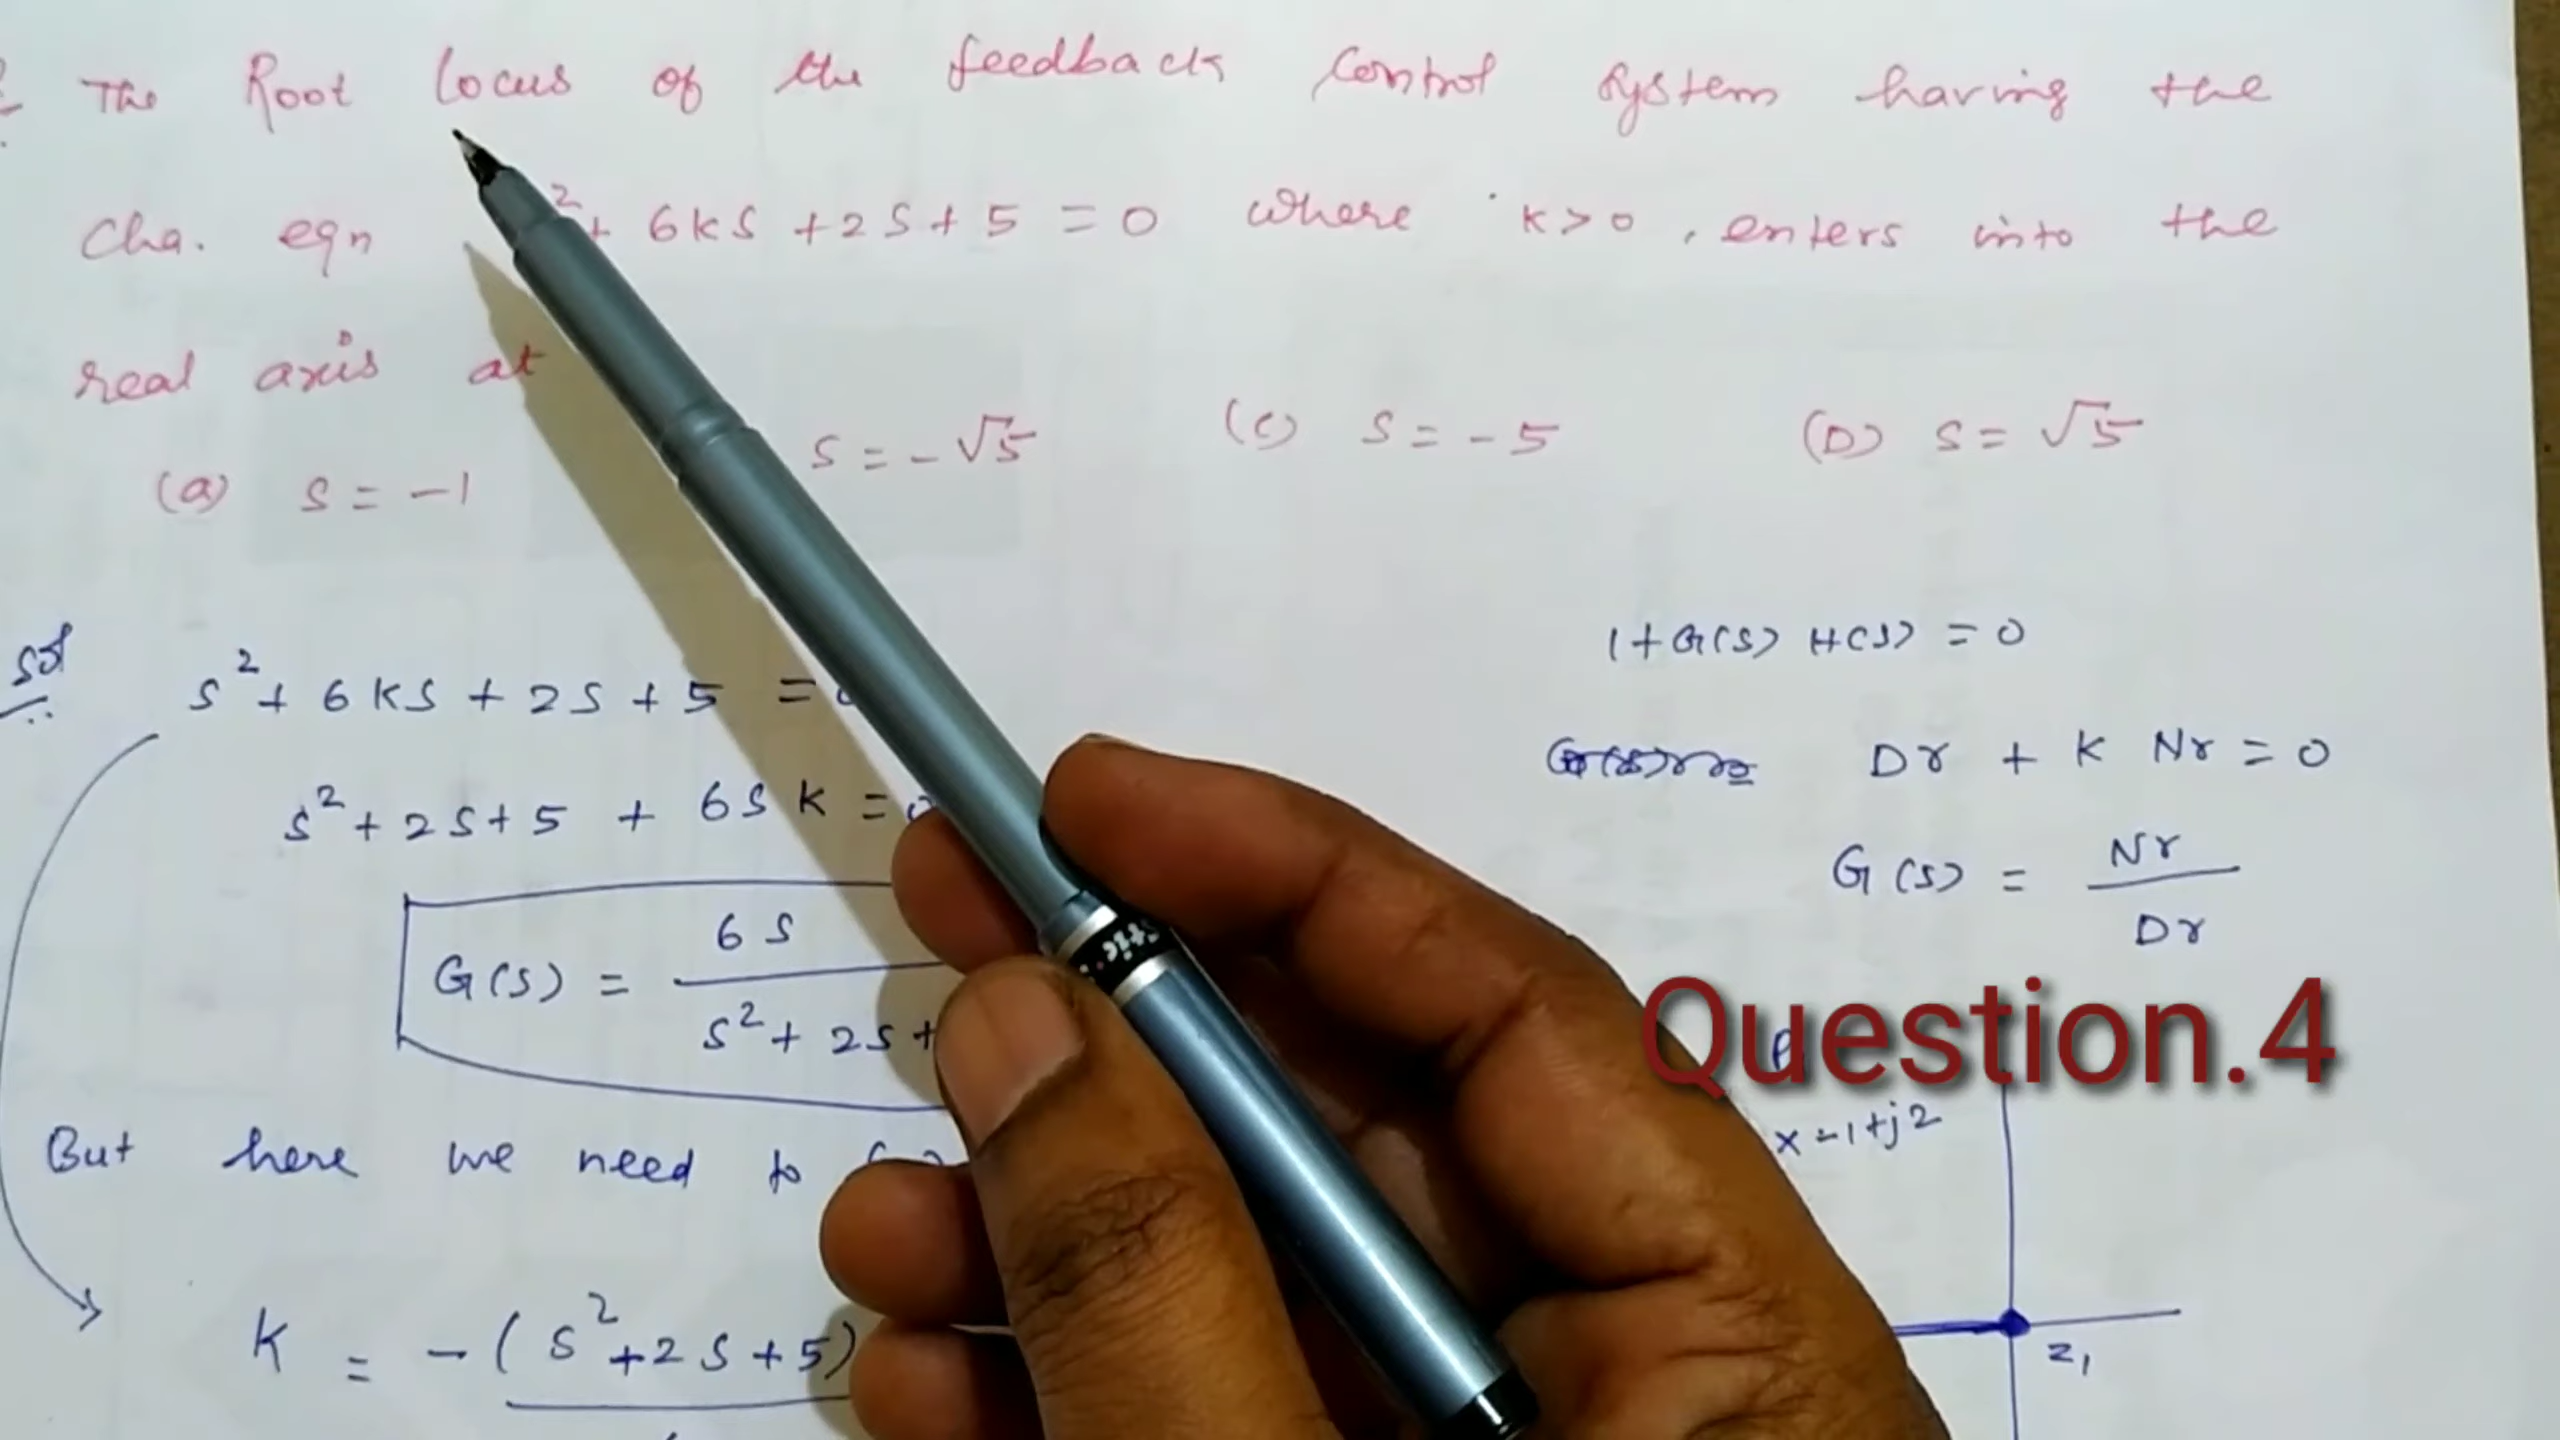 The Root locus of the feedback control system having the
Cha. eqn ² + 6ks + 2s + 5 = 0 where k > 0 , enters into the
real axis at
(a) s = -1 s = -√5 (c) s = -5 (D) s = √5
sol
s² + 6ks + 2s + 5 =
s² + 2s + 5 + 6s k = 0
G(s) = 6s / s² + 2s +
But here we need to
K = - (s² + 2s + 5)
1 + G(s) H(s) = 0
Dr + K Nr = 0
G(s) = Nr / Dr
Question.4
x -1+j2
z₁